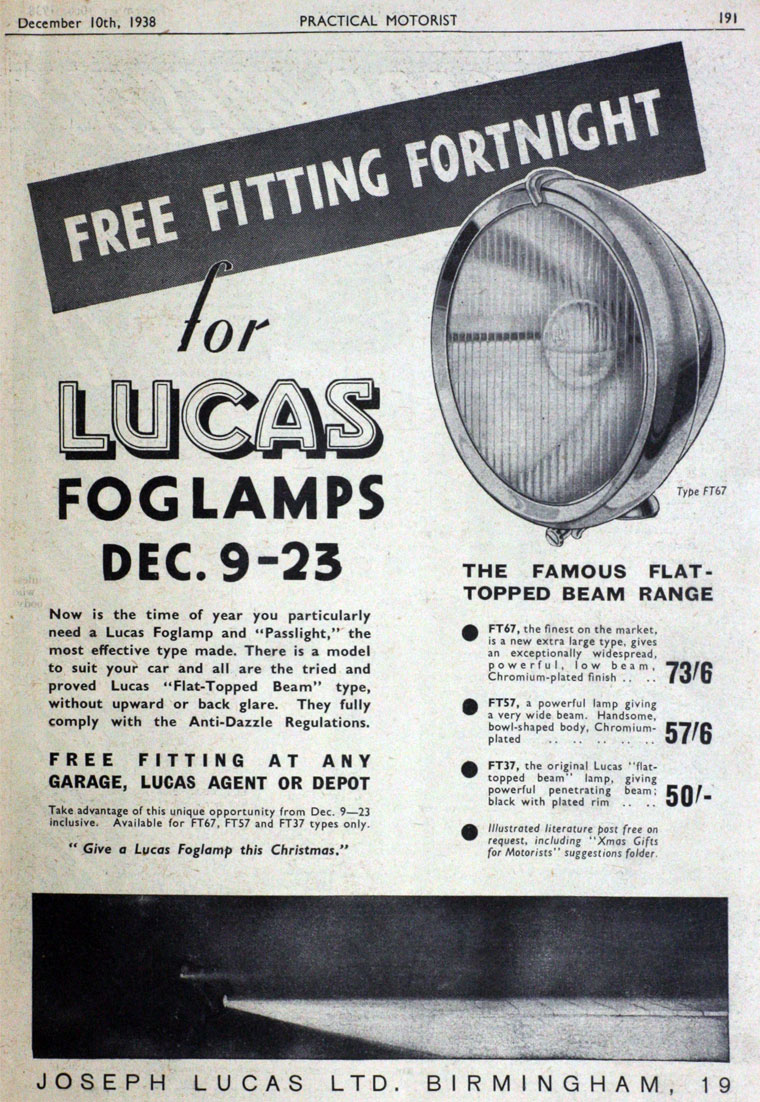 December 10th, 1938 PRACTICAL MOTORIST 191
FREE FITTING FORTNIGHT
for
LUCAS
FOGLAMPS
DEC. 9-23
Type FT67
Now is the time of year you particularly
need a Lucas Foglamp and "Passlight," the
most effective type made. There is a model
to suit your car and all are the tried and
proved Lucas "Flat-Topped Beam" type,
without upward or back glare. They fully
comply with the Anti-Dazzle Regulations.
FREE FITTING AT ANY
GARAGE, LUCAS AGENT OR DEPOT
Take advantage of this unique opportunity from Dec. 9—23
inclusive. Available for FT67, FT57 and FT37 types only.
"Give a Lucas Foglamp this Christmas."
THE FAMOUS FLAT-
TOPPED BEAM RANGE
FT67, the finest on the market,
is a new extra large type, gives
an exceptionally widespread,
powerful, low beam,
Chromium-plated finish .. .. 73/6
FT57, a powerful lamp giving
a very wide beam. Handsome,
bowl-shaped body, Chromium-
plated .. .. .. .. .. 57/6
FT37, the original Lucas "flat-
topped beam" lamp, giving
powerful penetrating beam;
black with plated rim .. .. 50/-
Illustrated literature post free on
request, including "Xmas Gifts
for Motorists" suggestions folder.
JOSEPH LUCAS LTD. BIRMINGHAM, 19